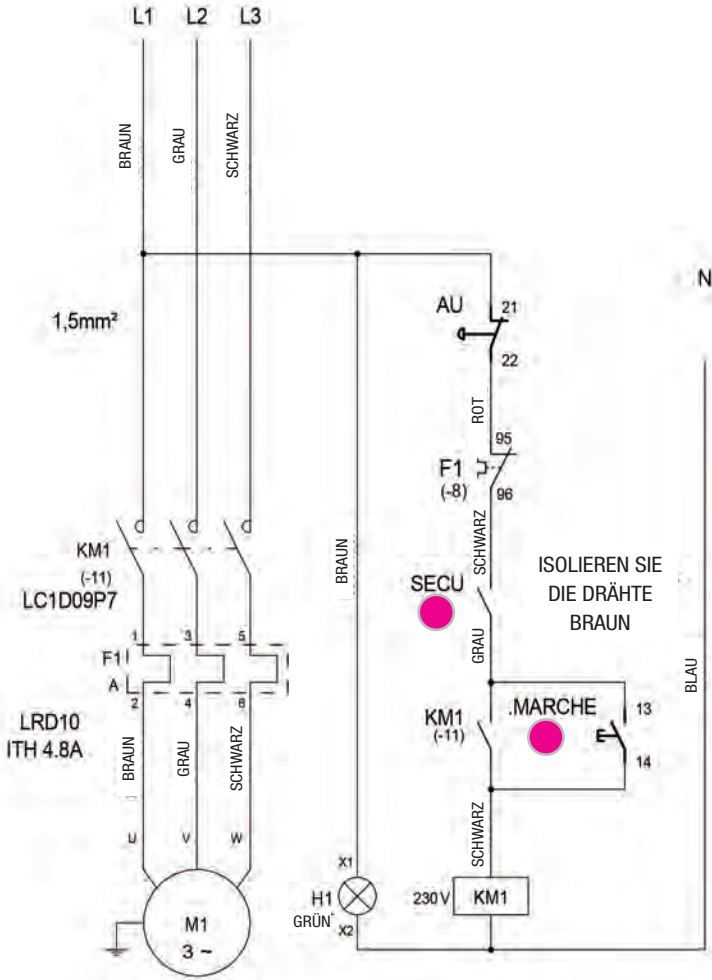 L1 L2 L3
BRAUN
GRAU
SCHWARZ
N
AU
21
1,5mm²
22
ROT
95
F1
(-8)
96
SCHWARZ
KM1
(-11)
LC1D09P7
BRAUN
SECU
ISOLIEREN SIE
DIE DRÄHTE
BRAUN
1 3 5
F1
A
2 4 6
GRAU
BLAU
LRD10
ITH 4.8A
BRAUN
GRAU
SCHWARZ
KM1
(-11)
.MARCHE
13
14
U V W
SCHWARZ
X1
H1
GRÜN
X2
230V
KM1
M1
3 ~